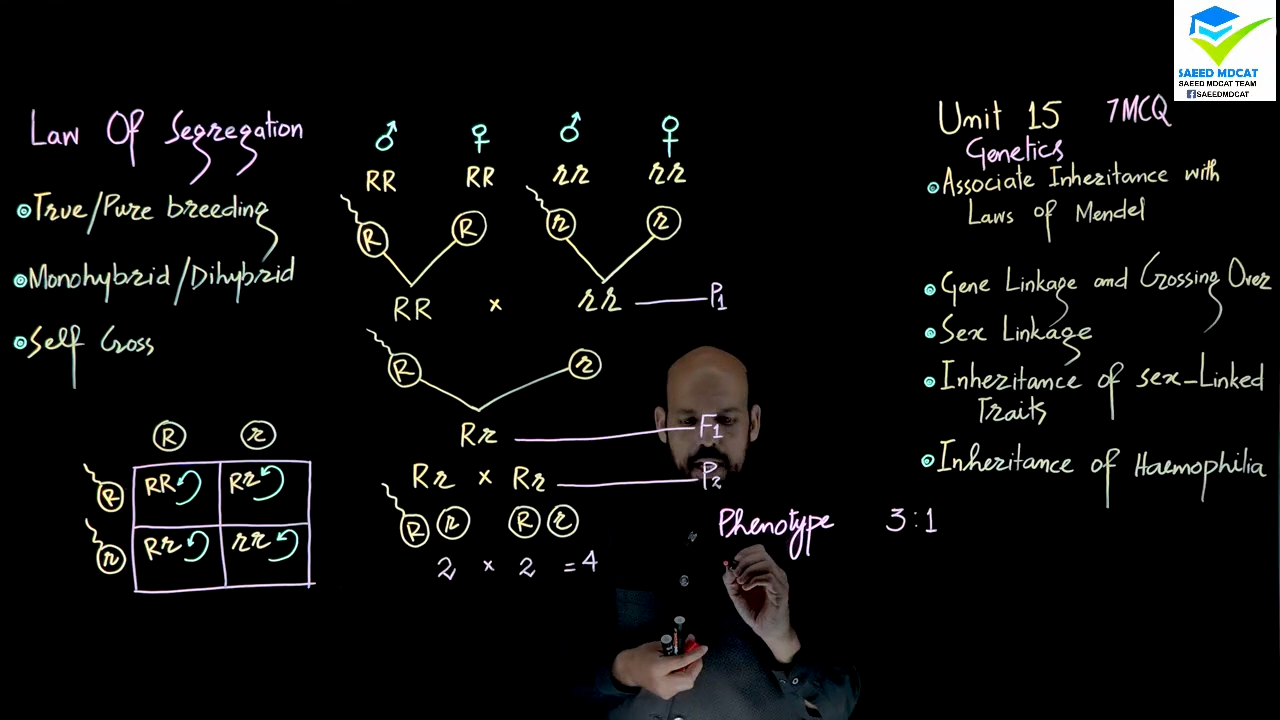 SAEED MDCAT
SAEED MDCAT TEAM
SAEEDMDCAT
Law Of Segregation
True/Pure breeding
Monohybrid/Dihybrid
Self Cross
♂ ♀ ♂ ♀
RR RR rr rr
R R r r
RR × rr P1
R r
Rr F1
Rr × Rr P2
R r R r
2 × 2 = 4
R r
R RR Rr
r Rr rr
Phenotype 3:1
Unit 15 7MCQ
Genetics
Associate Inheritance with
Laws of Mendel
Gene Linkage and Crossing Over
Sex Linkage
Inheritance of sex-Linked
Traits
Inheritance of Haemophilia